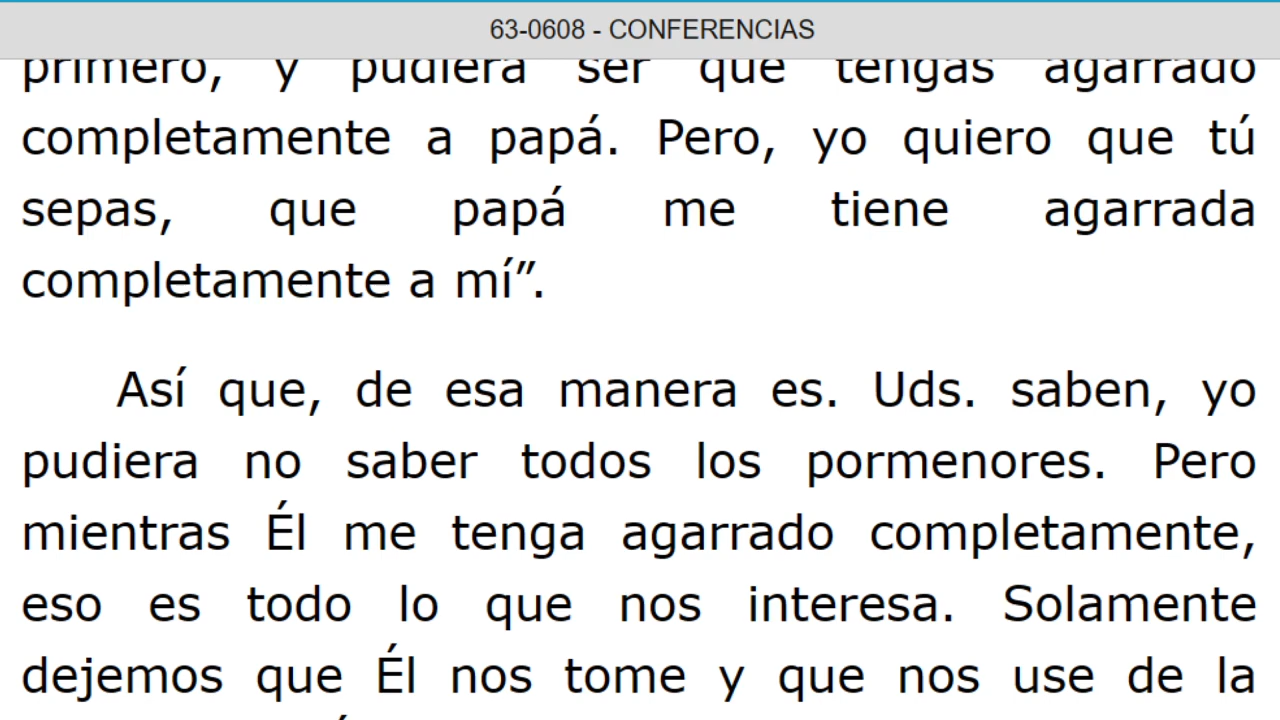 63-0608 - CONFERENCIAS
primero, y pudiera ser que tengas agarrado
completamente a papá. Pero, yo quiero que tú
sepas, que papá me tiene agarrada
completamente a mí”.
Así que, de esa manera es. Uds. saben, yo
pudiera no saber todos los pormenores. Pero
mientras Él me tenga agarrado completamente,
eso es todo lo que nos interesa. Solamente
dejemos que Él nos tome y que nos use de la